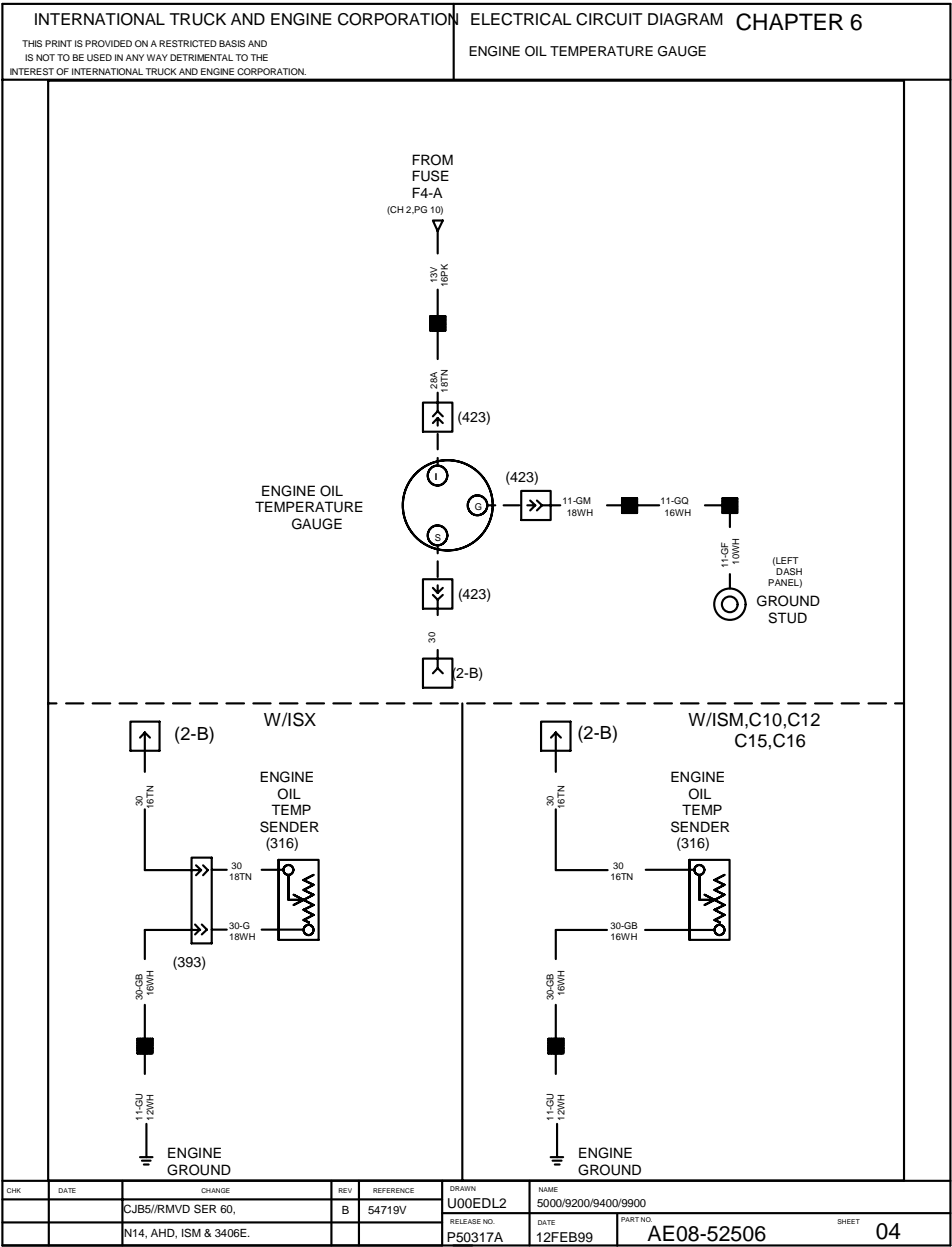 INTERNATIONAL TRUCK AND ENGINE CORPORATION
THIS PRINT IS PROVIDED ON A RESTRICTED BASIS AND
IS NOT TO BE USED IN ANY WAY DETRIMENTAL TO THE
INTEREST OF INTERNATIONAL TRUCK AND ENGINE CORPORATION.
ELECTRICAL CIRCUIT DIAGRAM CHAPTER 6
ENGINE OIL TEMPERATURE GAUGE
FROM
FUSE
F4-A
(CH 2,PG 10)
13V
16PK
28A
18TN
(423)
ENGINE OIL
TEMPERATURE
GAUGE
I
G
S
(423)
11-GM
18WH
11-GQ
16WH
11-GF
10WH
(LEFT
DASH
PANEL)
GROUND
STUD
(423)
30
(2-B)
W/ISX
(2-B)
30
16TN
ENGINE
OIL
TEMP
SENDER
(316)
30
18TN
30-G
18WH
(393)
30-GB
16WH
11-GU
12WH
ENGINE
GROUND
W/ISM,C10,C12
C15,C16
(2-B)
30
16TN
ENGINE
OIL
TEMP
SENDER
(316)
30
16TN
30-GB
16WH
30-GB
16WH
11-GU
12WH
ENGINE
GROUND
CHK DATE CHANGE REV REFERENCE
CJB5//RMVD SER 60, B 54719V
N14, AHD, ISM & 3406E.
DRAWN
U00EDL2
NAME
5000/9200/9400/9900
RELEASE NO.
P50317A
DATE
12FEB99
PART NO.
AE08-52506
SHEET 04